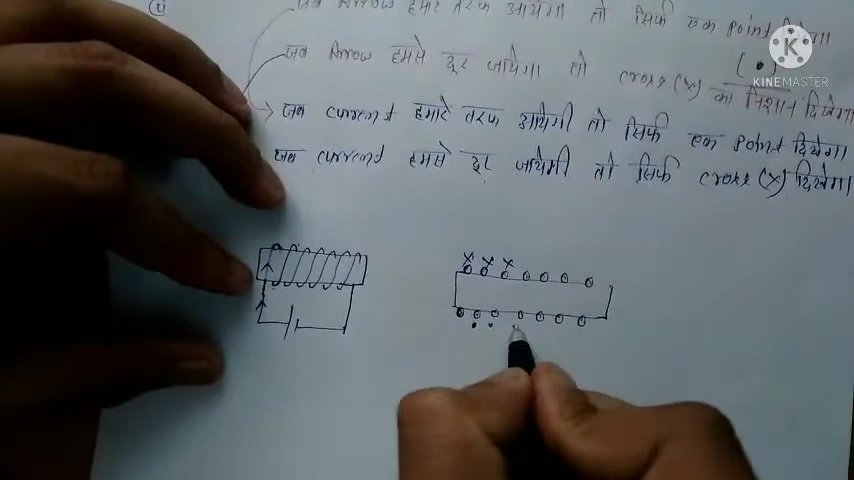 (ii)
जब Arrow हमारे तरफ आयेगा तो सिर्फ एक point दिखेगा
(•)
जब Arrow हमसे दूर जायेगा तो cross (x) का निशान दिखेगा
जब current हमारे तरफ आयेगी तो सिर्फ एक point दिखेगा
जब current हमसे दूर जायेगी तो सिर्फ cross (x) दिखेगा
x x x
KINEMASTER